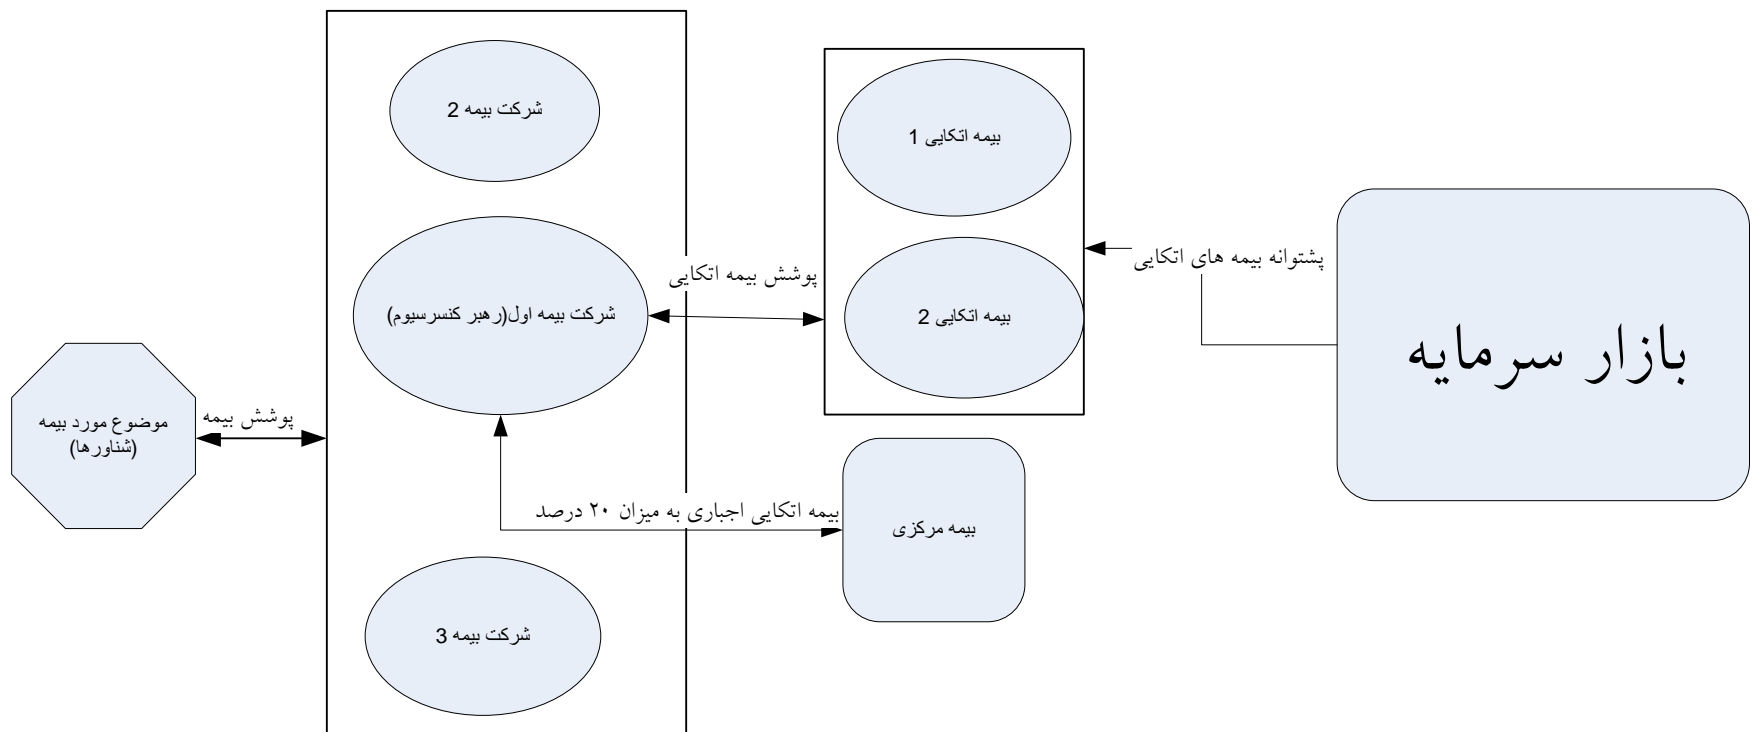 شرکت بیمه 2
بیمه اتکایی 1
پشتوانه بیمه های اتکایی
پوشش بیمه اتکایی
شرکت بیمه اول(رهبر کنسرسیوم)
بیمه اتکایی 2
بازار سرمایه
پوشش بیمه
موضوع مورد بیمه
(شناورها)
بیمه اتکایی اجباری به میزان ۲۰ درصد
بیمه مرکزی
شرکت بیمه 3